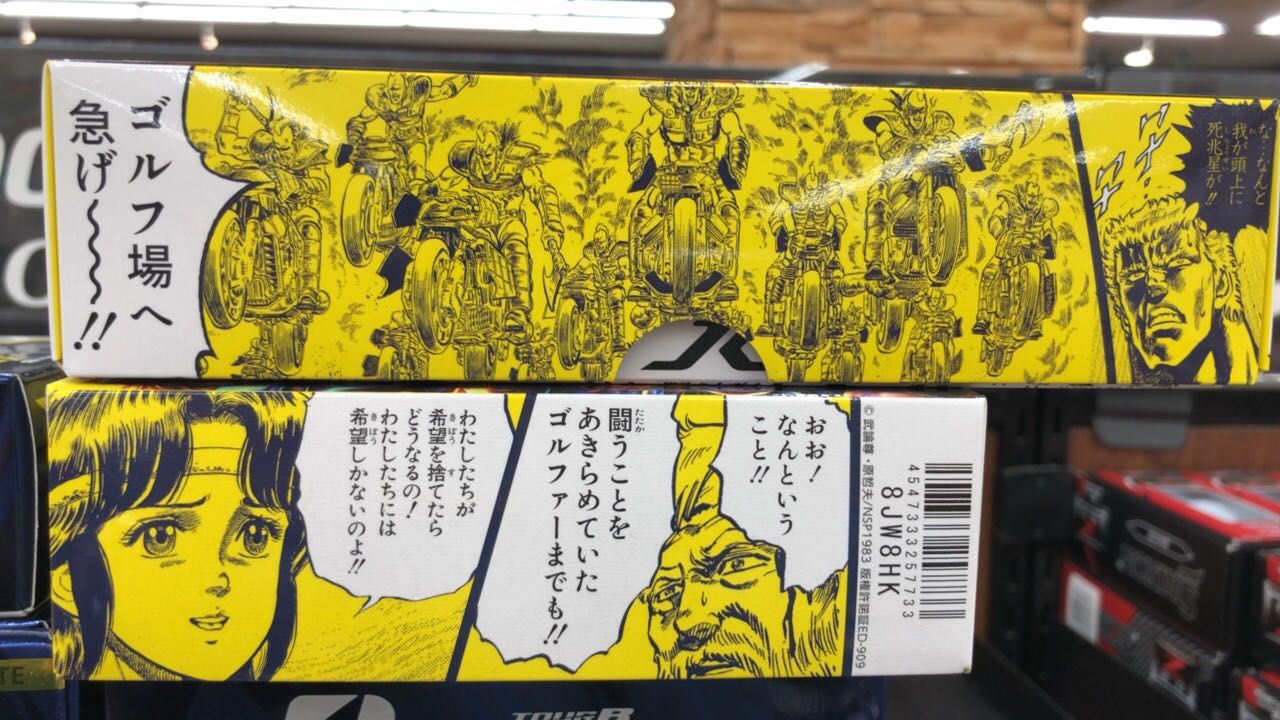 ゴルフ場へ
急げ〜〜〜!!
な…なんと
我が頭上に
死兆星が!!
わたしたちが
希望を捨てたら
どうなるの!
わたしたちには
希望しかないのよ!!
おお!
なんという
こと!!
闘うことを
あきらめていた
ゴルファーまでも!!
©武論尊・原哲夫/NSP1983 版権許諾証ED-909
8JW8HK
4547333257733
TOUR B